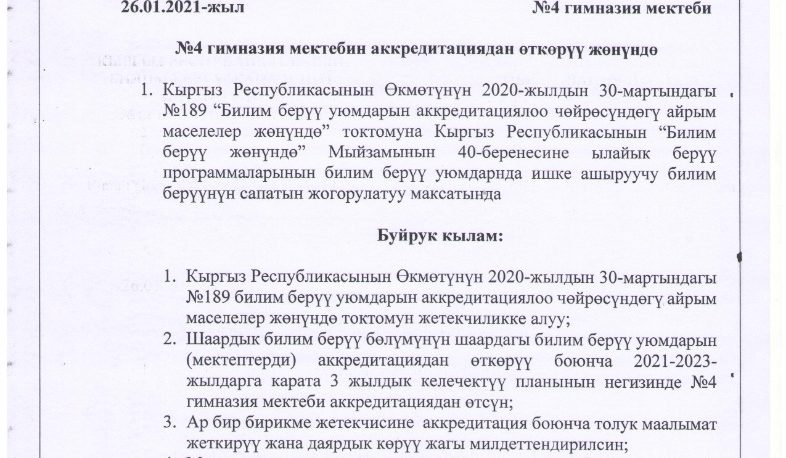 26.01.2021-жыл №4 гимназия мектеби
№4 гимназия мектебин аккредитациядан өткөрүү жөнүндө
1. Кыргыз Республикасынын Өкмөтүнүн 2020-жылдын 30-мартындагы
№189 “Билим берүү уюмдарын аккредитациялоо чөйрөсүндөгү айрым
маселелер жөнүндө” токтомуна Кыргыз Республикасынын “Билим
берүү жөнүндө” Мыйзамынын 40-беренесине ылайык берүү
программаларынын билим берүү уюмдарнда ишке ашыруучу билим
берүүнүн сапатын жогорулатуу максатында
Буйрук кылам:
1. Кыргыз Республикасынын Өкмөтүнүн 2020-жылдын 30-мартындагы
№189 билим берүү уюмдарын аккредитациялоо чөйрөсүндөгү айрым
маселелер жөнүндө токтомун жетекчиликке алуу;
2. Шаардык билим берүү бөлүмүнүн шаардагы билим берүү уюмдарын
(мектептерди) аккредитациядан өткөрүү боюнча 2021-2023-
жылдарга карата 3 жылдык келечектүү планынын негизинде №4
гимназия мектеби аккредитациядан өтсүн;
3. Ар бир бирикме жетекчисине аккредитация боюнча толук маалымат
жеткирүү жана даярдык көрүү жагы милдеттендирилсин;